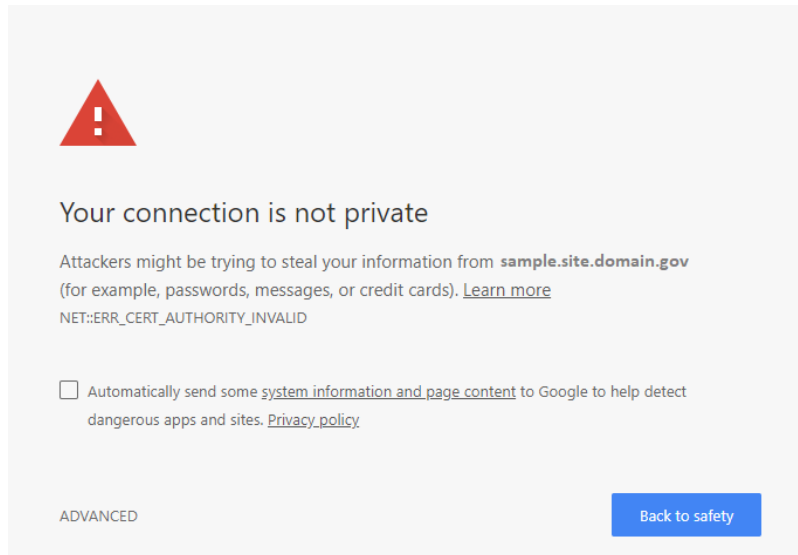 Your connection is not private
Attackers might be trying to steal your information from sample.site.domain.gov
(for example, passwords, messages, or credit cards). Learn more
NET::ERR_CERT_AUTHORITY_INVALID
Automatically send some system information and page content to Google to help detect
dangerous apps and sites. Privacy policy
ADVANCED
Back to safety